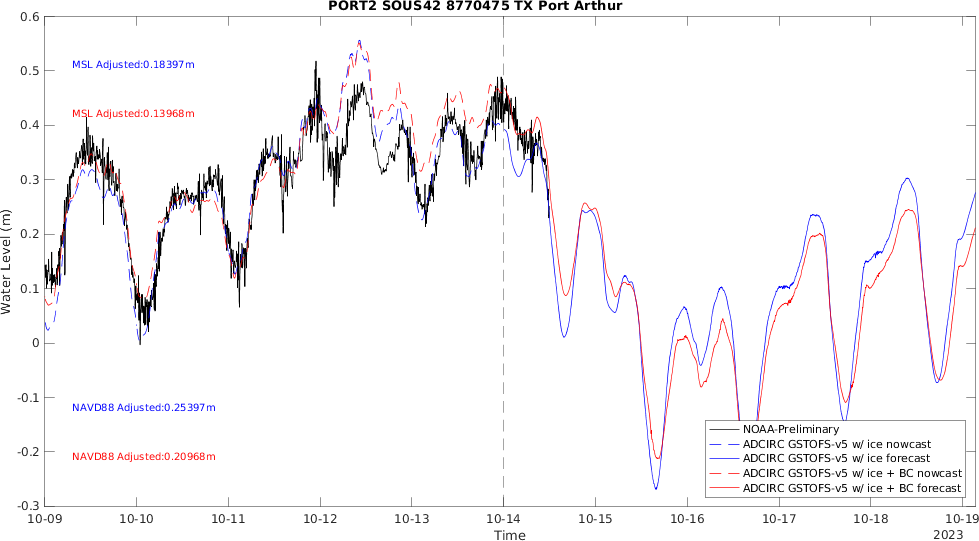 PORT2 SOUS42 8770475 TX Port Arthur
0.6
0.5
0.4
0.3
0.2
0.1
0
-0.1
-0.2
-0.3
Water Level (m)
MSL Adjusted:0.18397m
MSL Adjusted:0.13968m
NAVD88 Adjusted:0.25397m
NAVD88 Adjusted:0.20968m
NOAA-Preliminary
ADCIRC GSTOFS-v5 w/ ice nowcast
ADCIRC GSTOFS-v5 w/ ice forecast
ADCIRC GSTOFS-v5 w/ ice + BC nowcast
ADCIRC GSTOFS-v5 w/ ice + BC forecast
10-09 10-10 10-11 10-12 10-13 10-14 10-15 10-16 10-17 10-18 10-19
Time
2023